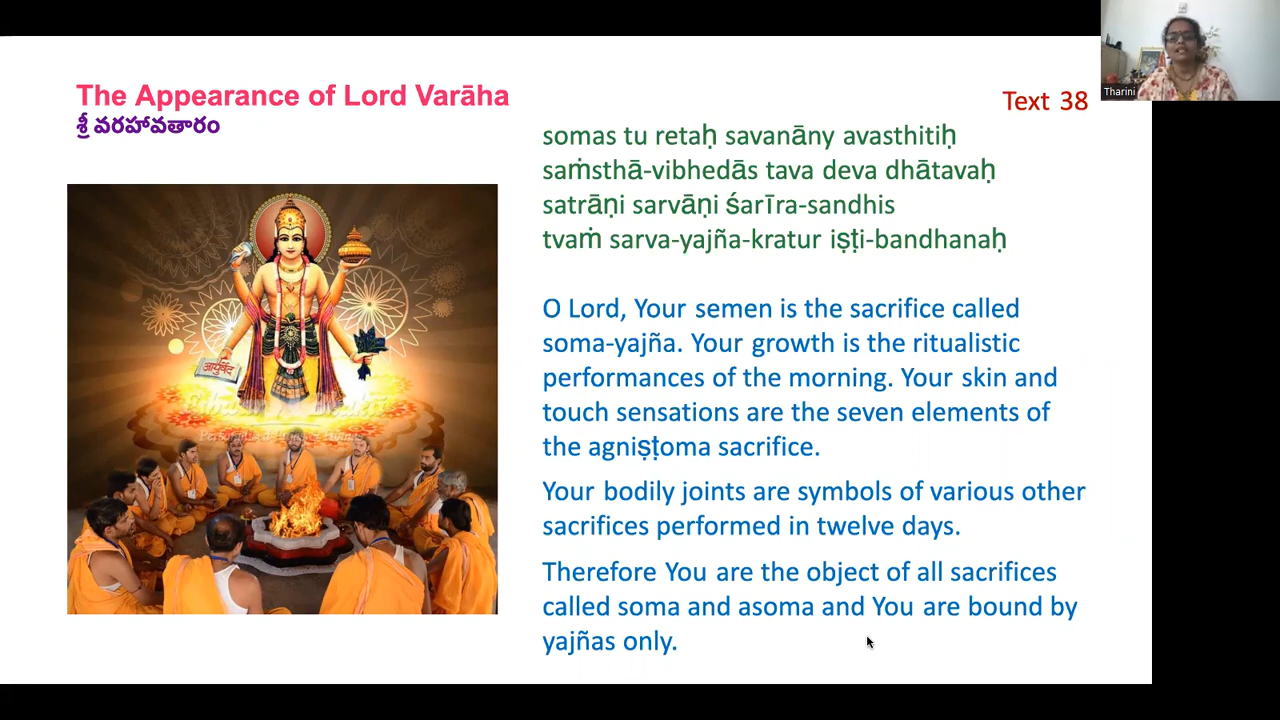 The Appearance of Lord Varāha
శ్రీ వరహావతారం
Text 38
Tharini
somas tu retaḥ savanāny avasthitiḥ
saṁsthā-vibhedās tava deva dhātavaḥ
satrāṇi sarvāṇi śarīra-sandhis
tvaṁ sarva-yajña-kratur iṣṭi-bandhanaḥ
आयुर्वेद
O Lord, Your semen is the sacrifice called
soma-yajña. Your growth is the ritualistic
performances of the morning. Your skin and
touch sensations are the seven elements of
the agniṣṭoma sacrifice.
Your bodily joints are symbols of various other
sacrifices performed in twelve days.
Therefore You are the object of all sacrifices
called soma and asoma and You are bound by
yajñas only.